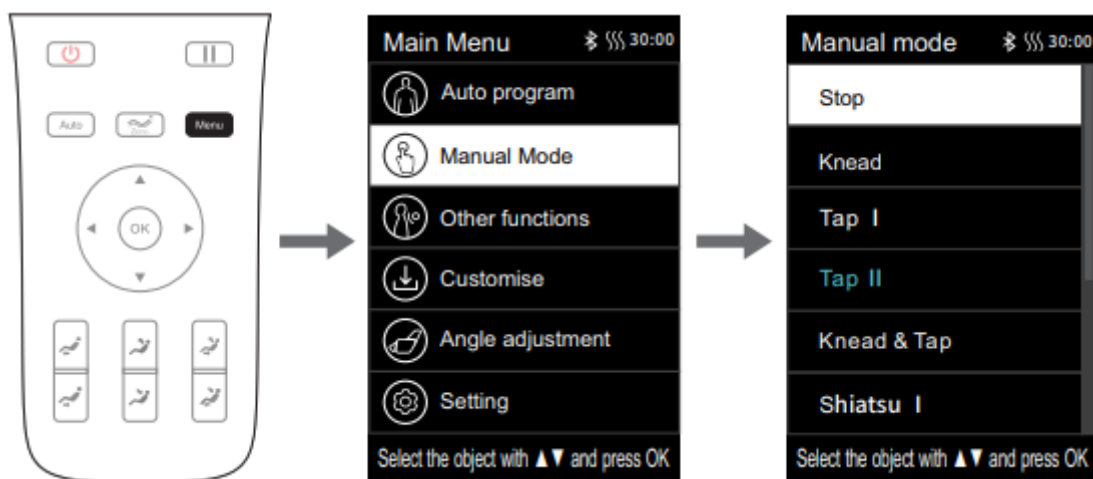 Auto
Zone
Menu
OK
Main Menu 30:00
Auto program
Manual Mode
Other functions
Customise
Angle adjustment
Setting
Select the object with ▲▼ and press OK
Manual mode 30:00
Stop
Knead
Tap I
Tap II
Knead & Tap
Shiatsu I
Select the object with ▲▼ and press OK